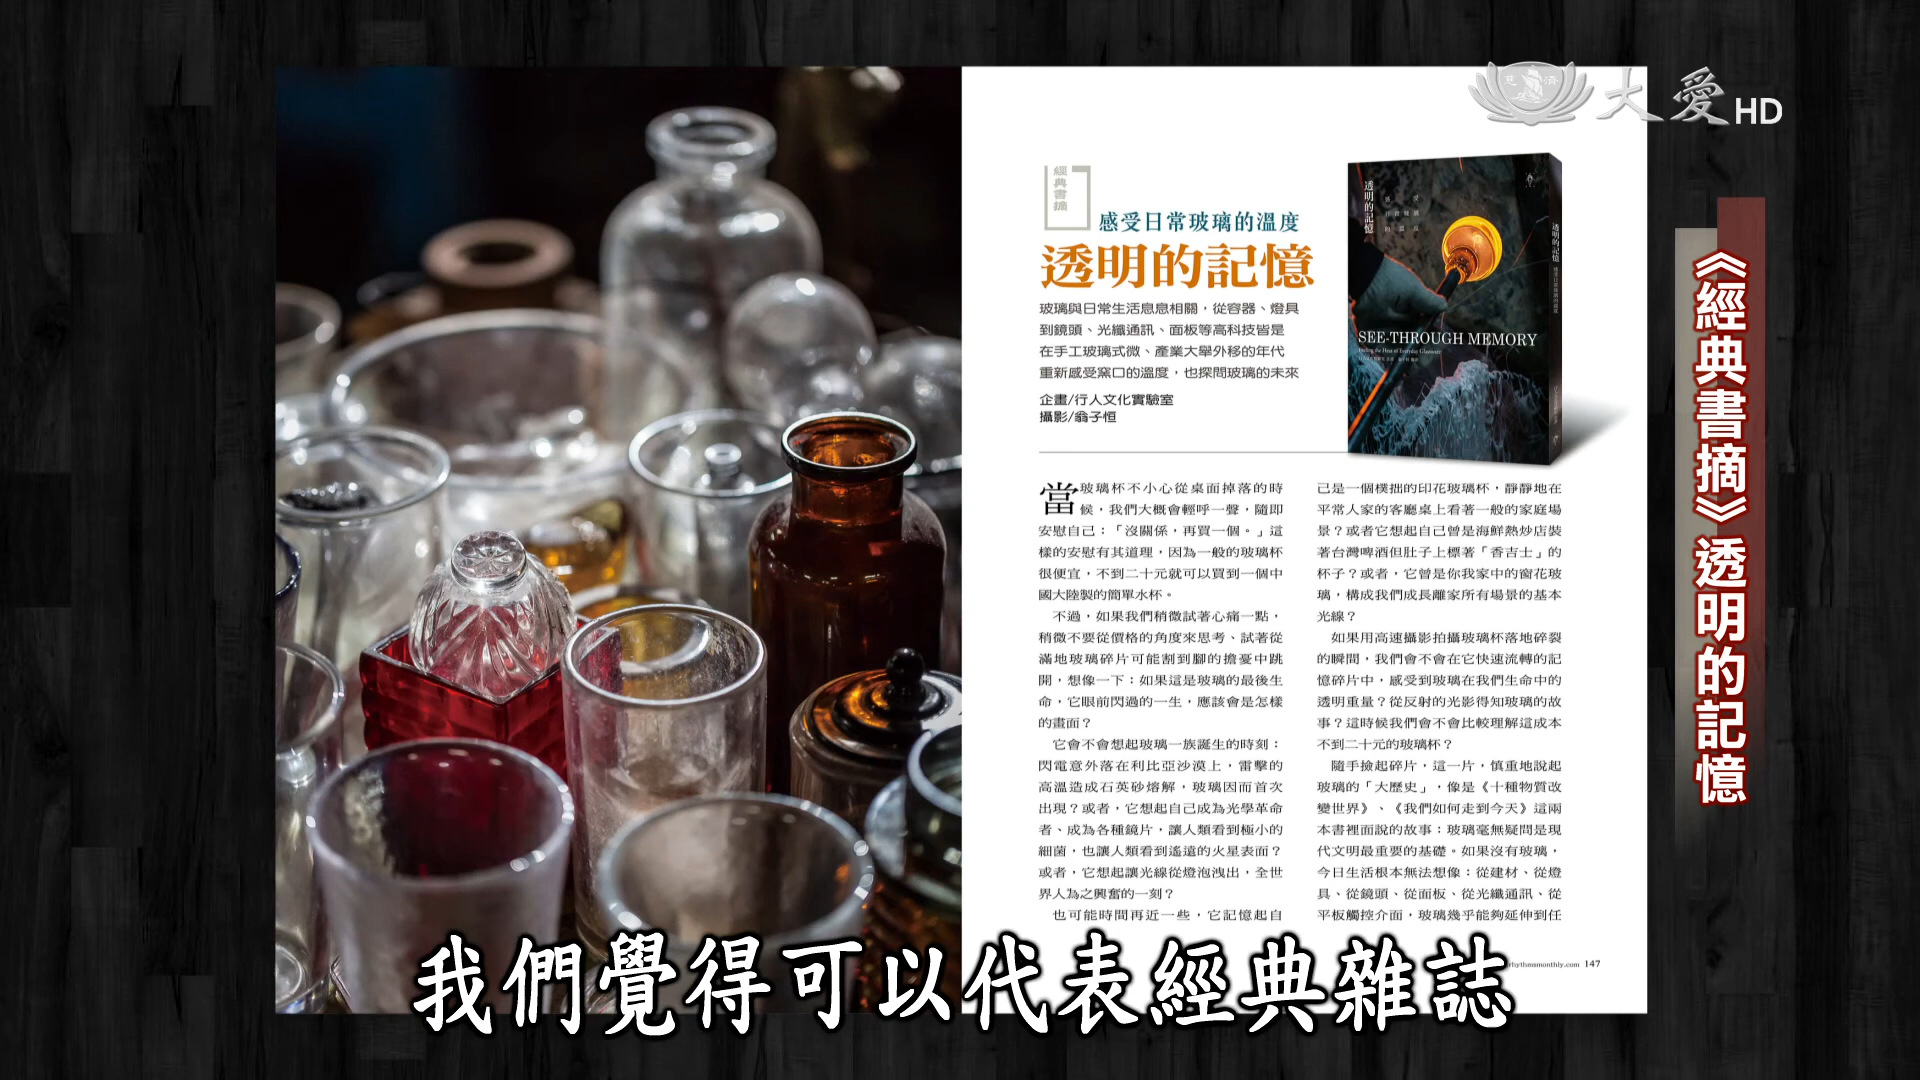 大愛HD
經典書摘
感受日常玻璃的溫度
透明的記憶
玻璃與日常生活息息相關，從容器、燈具
到鏡頭、光纖通訊、面板等高科技皆是
在手工玻璃式微、產業大舉外移的年代
重新感受窯口的溫度，也探問玻璃的未來
企畫/行人文化實驗室
攝影/翁子恒
透明的記憶
SEE-THROUGH MEMORY
Feeling the Heat of Everyday Glassware
透明的記憶
當玻璃杯不小心從桌面掉落的時
候，我們大概會輕呼一聲，隨即
安慰自己：「沒關係，再買一個。」這
樣的安慰有其道理，因為一般的玻璃杯
很便宜，不到二十元就可以買到一個中
國大陸製的簡單水杯。
不過，如果我們稍微試著心痛一點，
稍微不要從價格的角度來思考、試著從
滿地玻璃碎片可能割到腳的擔憂中跳
開，想像一下：如果這是玻璃的最後生
命，它眼前閃過的一生，應該會是怎樣
的畫面？
它會不會想起玻璃一族誕生的時刻：
閃電意外落在利比亞沙漠上，雷擊的
高溫造成石英砂熔解，玻璃因而首次
出現？或者，它想起自己成為光學革命
者、成為各種鏡片，讓人類看到極小的
細菌，也讓人類看到遙遠的火星表面？
或者，它想起讓光線從燈泡洩出，全世
界人為之興奮的一刻？
也可能時間再近一些，它記憶起自
己是一個樸拙的印花玻璃杯，靜靜地在
平常人家的客廳桌上看著一般的家庭場
景？或者它想起自己曾是海鮮熱炒店裝
著台灣啤酒但肚子上標著「香吉士」的
杯子？或者，它曾是你我家中的窗花玻
璃，構成我們成長離家所有場景的基本
光線？
如果用高速攝影拍攝玻璃杯落地碎裂
的瞬間，我們會不會在它快速流轉的記
憶碎片中，感受到玻璃在我們生命中的
透明重量？從反射的光影得知玻璃的故
事？這時候我們會不會比較理解這成本
不到二十元的玻璃杯？
隨手撿起碎片，這一片，慎重地說起
玻璃的「大歷史」，像是《十種物質改
變世界》、《我們如何走到今天》這兩
本書裡面說的故事：玻璃毫無疑問是現
代文明最重要的基礎。如果沒有玻璃，
今日生活根本無法想像：從建材、從燈
具、從鏡頭、從面板、從光纖通訊、從
平板觸控介面，玻璃幾乎能夠延伸到任
rhythmsmonthly.com 147
《經典書摘》透明的記憶
我們覺得可以代表經典雜誌